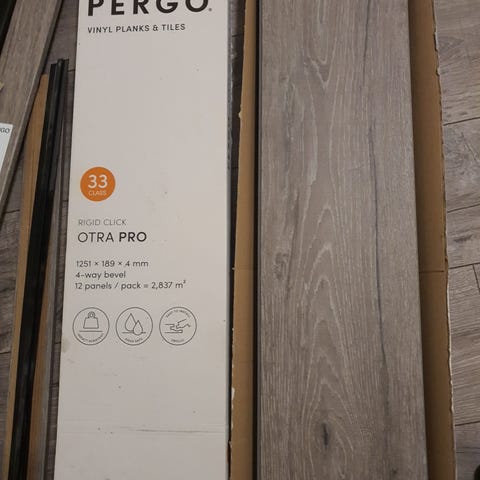 PERGO®
VINYL PLANKS & TILES
33
CLASS
RIGID CLICK
OTRA PRO
1251 × 189 × 4 mm
4-way bevel
12 panels / pack = 2,837 m²